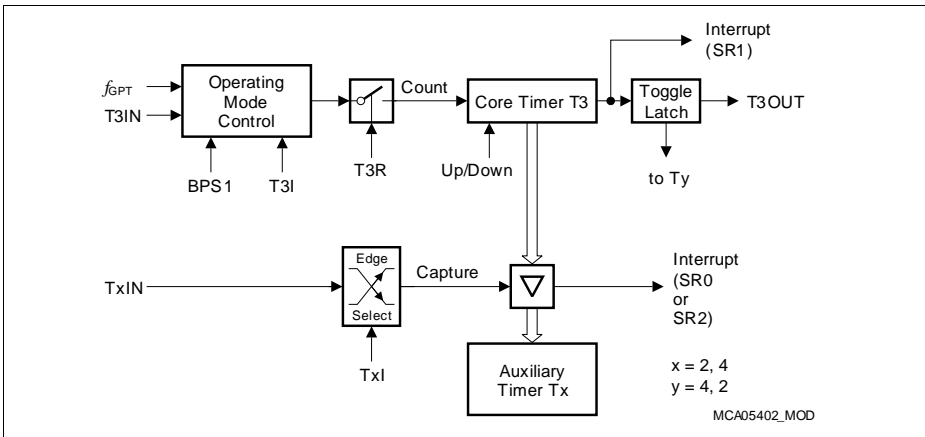 Interrupt
(SR1)
fGPT
T3IN
Operating
Mode
Control
Count
Core Timer T3
Toggle
Latch
T3OUT
BPS1
T3I
T3R
Up/Down
to Ty
TxIN
Edge
Select
Capture
Interrupt
(SR0
or
SR2)
TxI
Auxiliary
Timer Tx
x = 2, 4
y = 4, 2
MCA05402_MOD